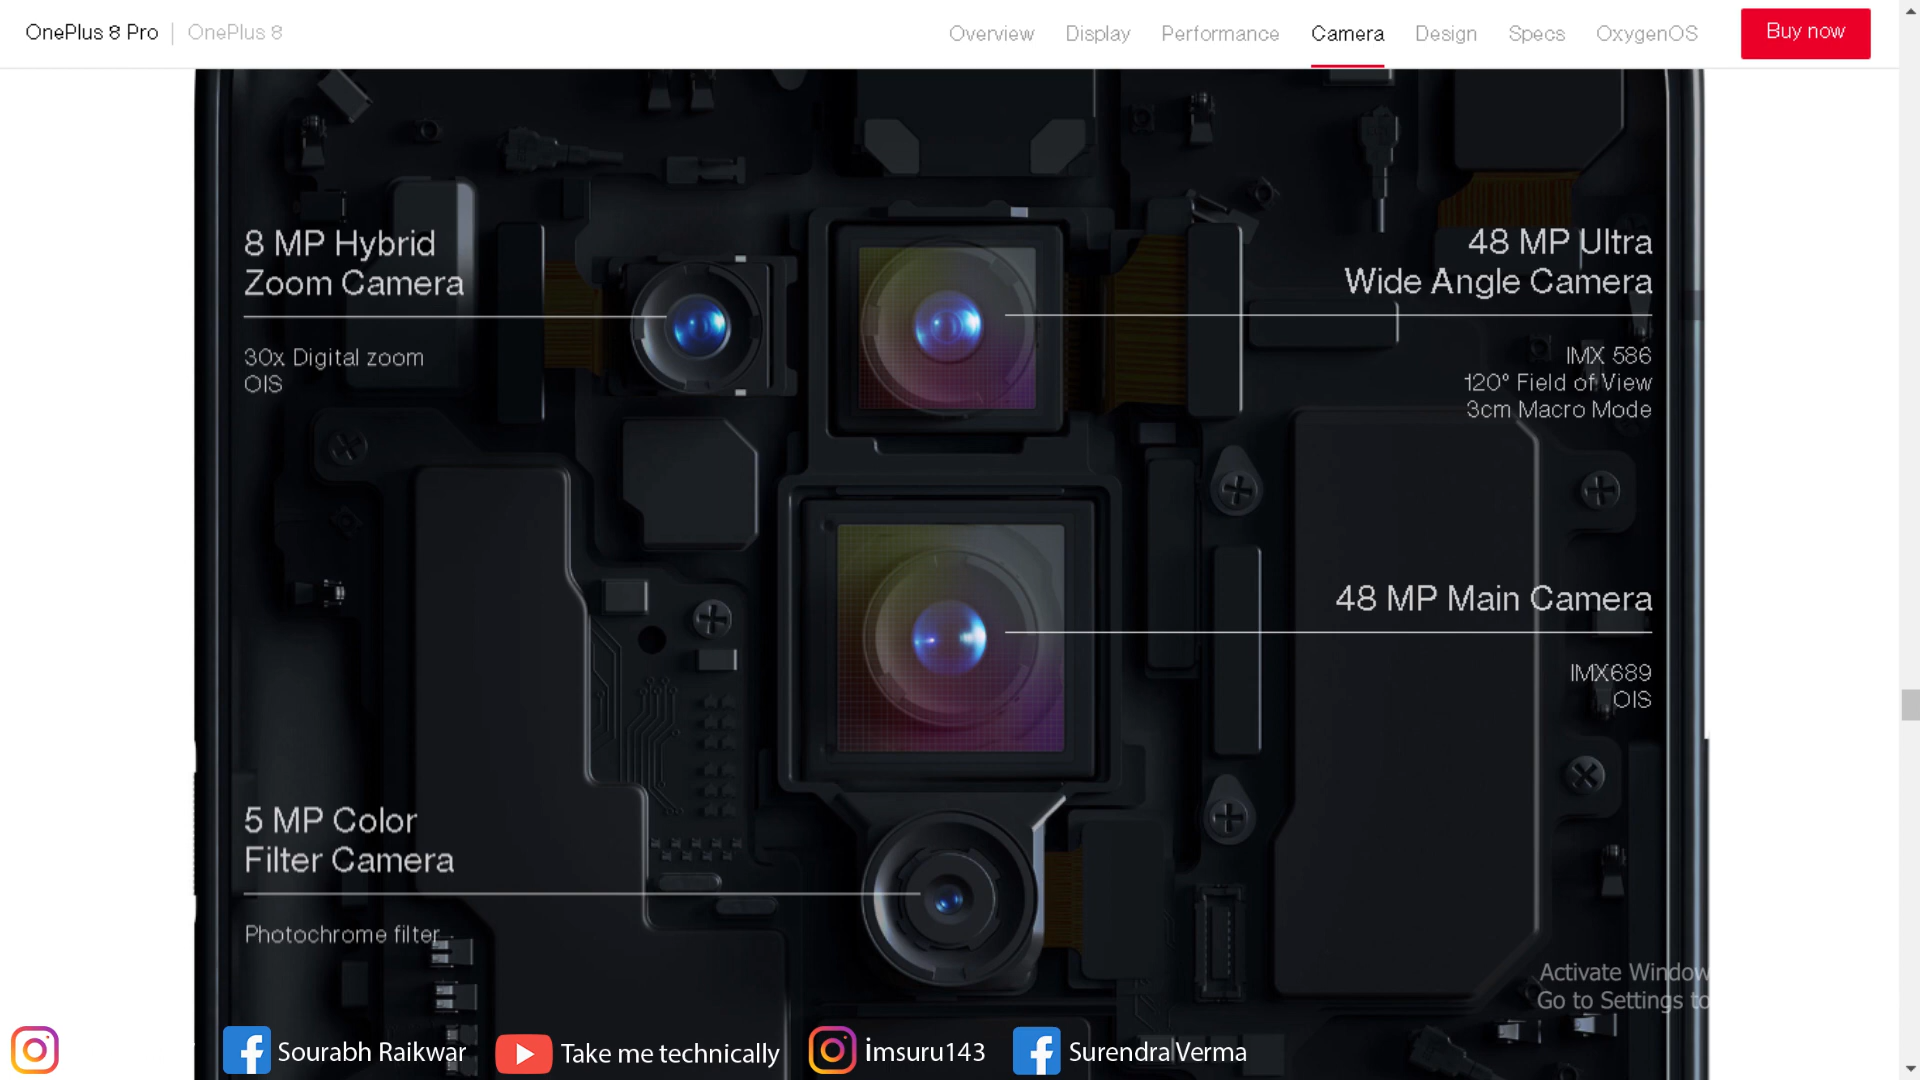 OnePlus 8 Pro | OnePlus 8
Overview Display Performance Camera Design Specs OxygenOS Buy now
8 MP Hybrid
Zoom Camera
30x Digital zoom
OIS
48 MP Ultra
Wide Angle Camera
IMX 586
120° Field of View
3cm Macro Mode
48 MP Main Camera
IMX689
OIS
5 MP Color
Filter Camera
Photochrome filter
Activate Window
Go to Settings to
Sourabh Raikwar Take me technically imsuru143 Surendra Verma